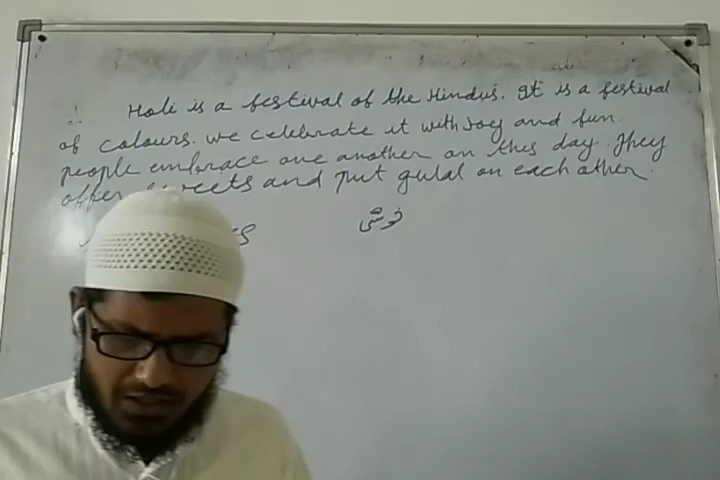 Holi is a festival of the Hindus. It is a festival
of colours. we celebrate it with Joy and fun.
people embrace one another on this day. They
offer sweets and put gulal on each other.
خوشی